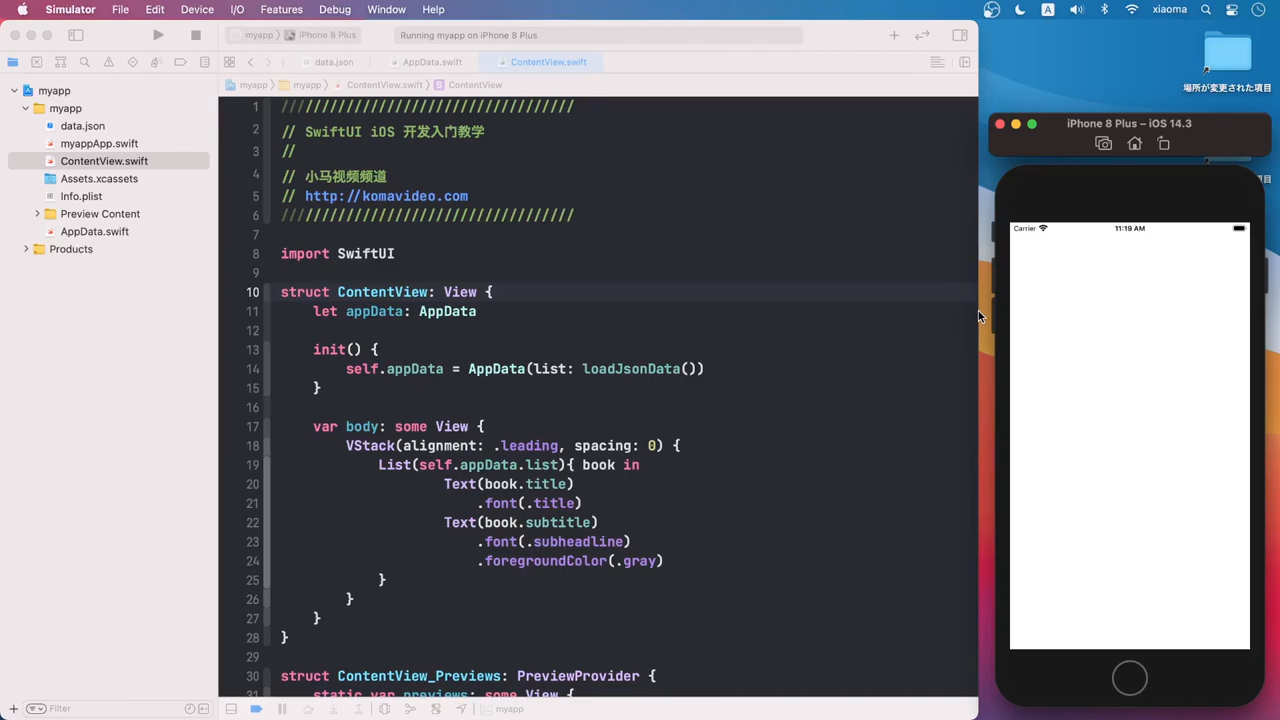 Simulator File Edit Device I/O Features Debug Window Help A xiaoma
myapp iPhone 8 Plus Running myapp on iPhone 8 Plus
data.json AppData.swift ContentView.swift
myapp myapp ContentView.swift ContentView
myapp
myapp
data.json
myappApp.swift
ContentView.swift
Assets.xcassets
Info.plist
Preview Content
AppData.swift
Products
1 ////////////////////////////////////
2 // SwiftUI iOS 开发入门教学
3 //
4 // 小马视频频道
5 // http://komavideo.com
6 ////////////////////////////////////
7
8 import SwiftUI
9
10 struct ContentView: View {
11 let appData: AppData
12
13 init() {
14 self.appData = AppData(list: loadJsonData())
15 }
16
17 var body: some View {
18 VStack(alignment: .leading, spacing: 0) {
19 List(self.appData.list){ book in
20 Text(book.title)
21 .font(.title)
22 Text(book.subtitle)
23 .font(.subheadline)
24 .foregroundColor(.gray)
25 }
26 }
27 }
28 }
29
30 struct ContentView_Previews: PreviewProvider {
31 static var previews: some View {
Filter
myapp
場所が変更された項目
iPhone 8 Plus – iOS 14.3
項目
Carrier 11:19 AM